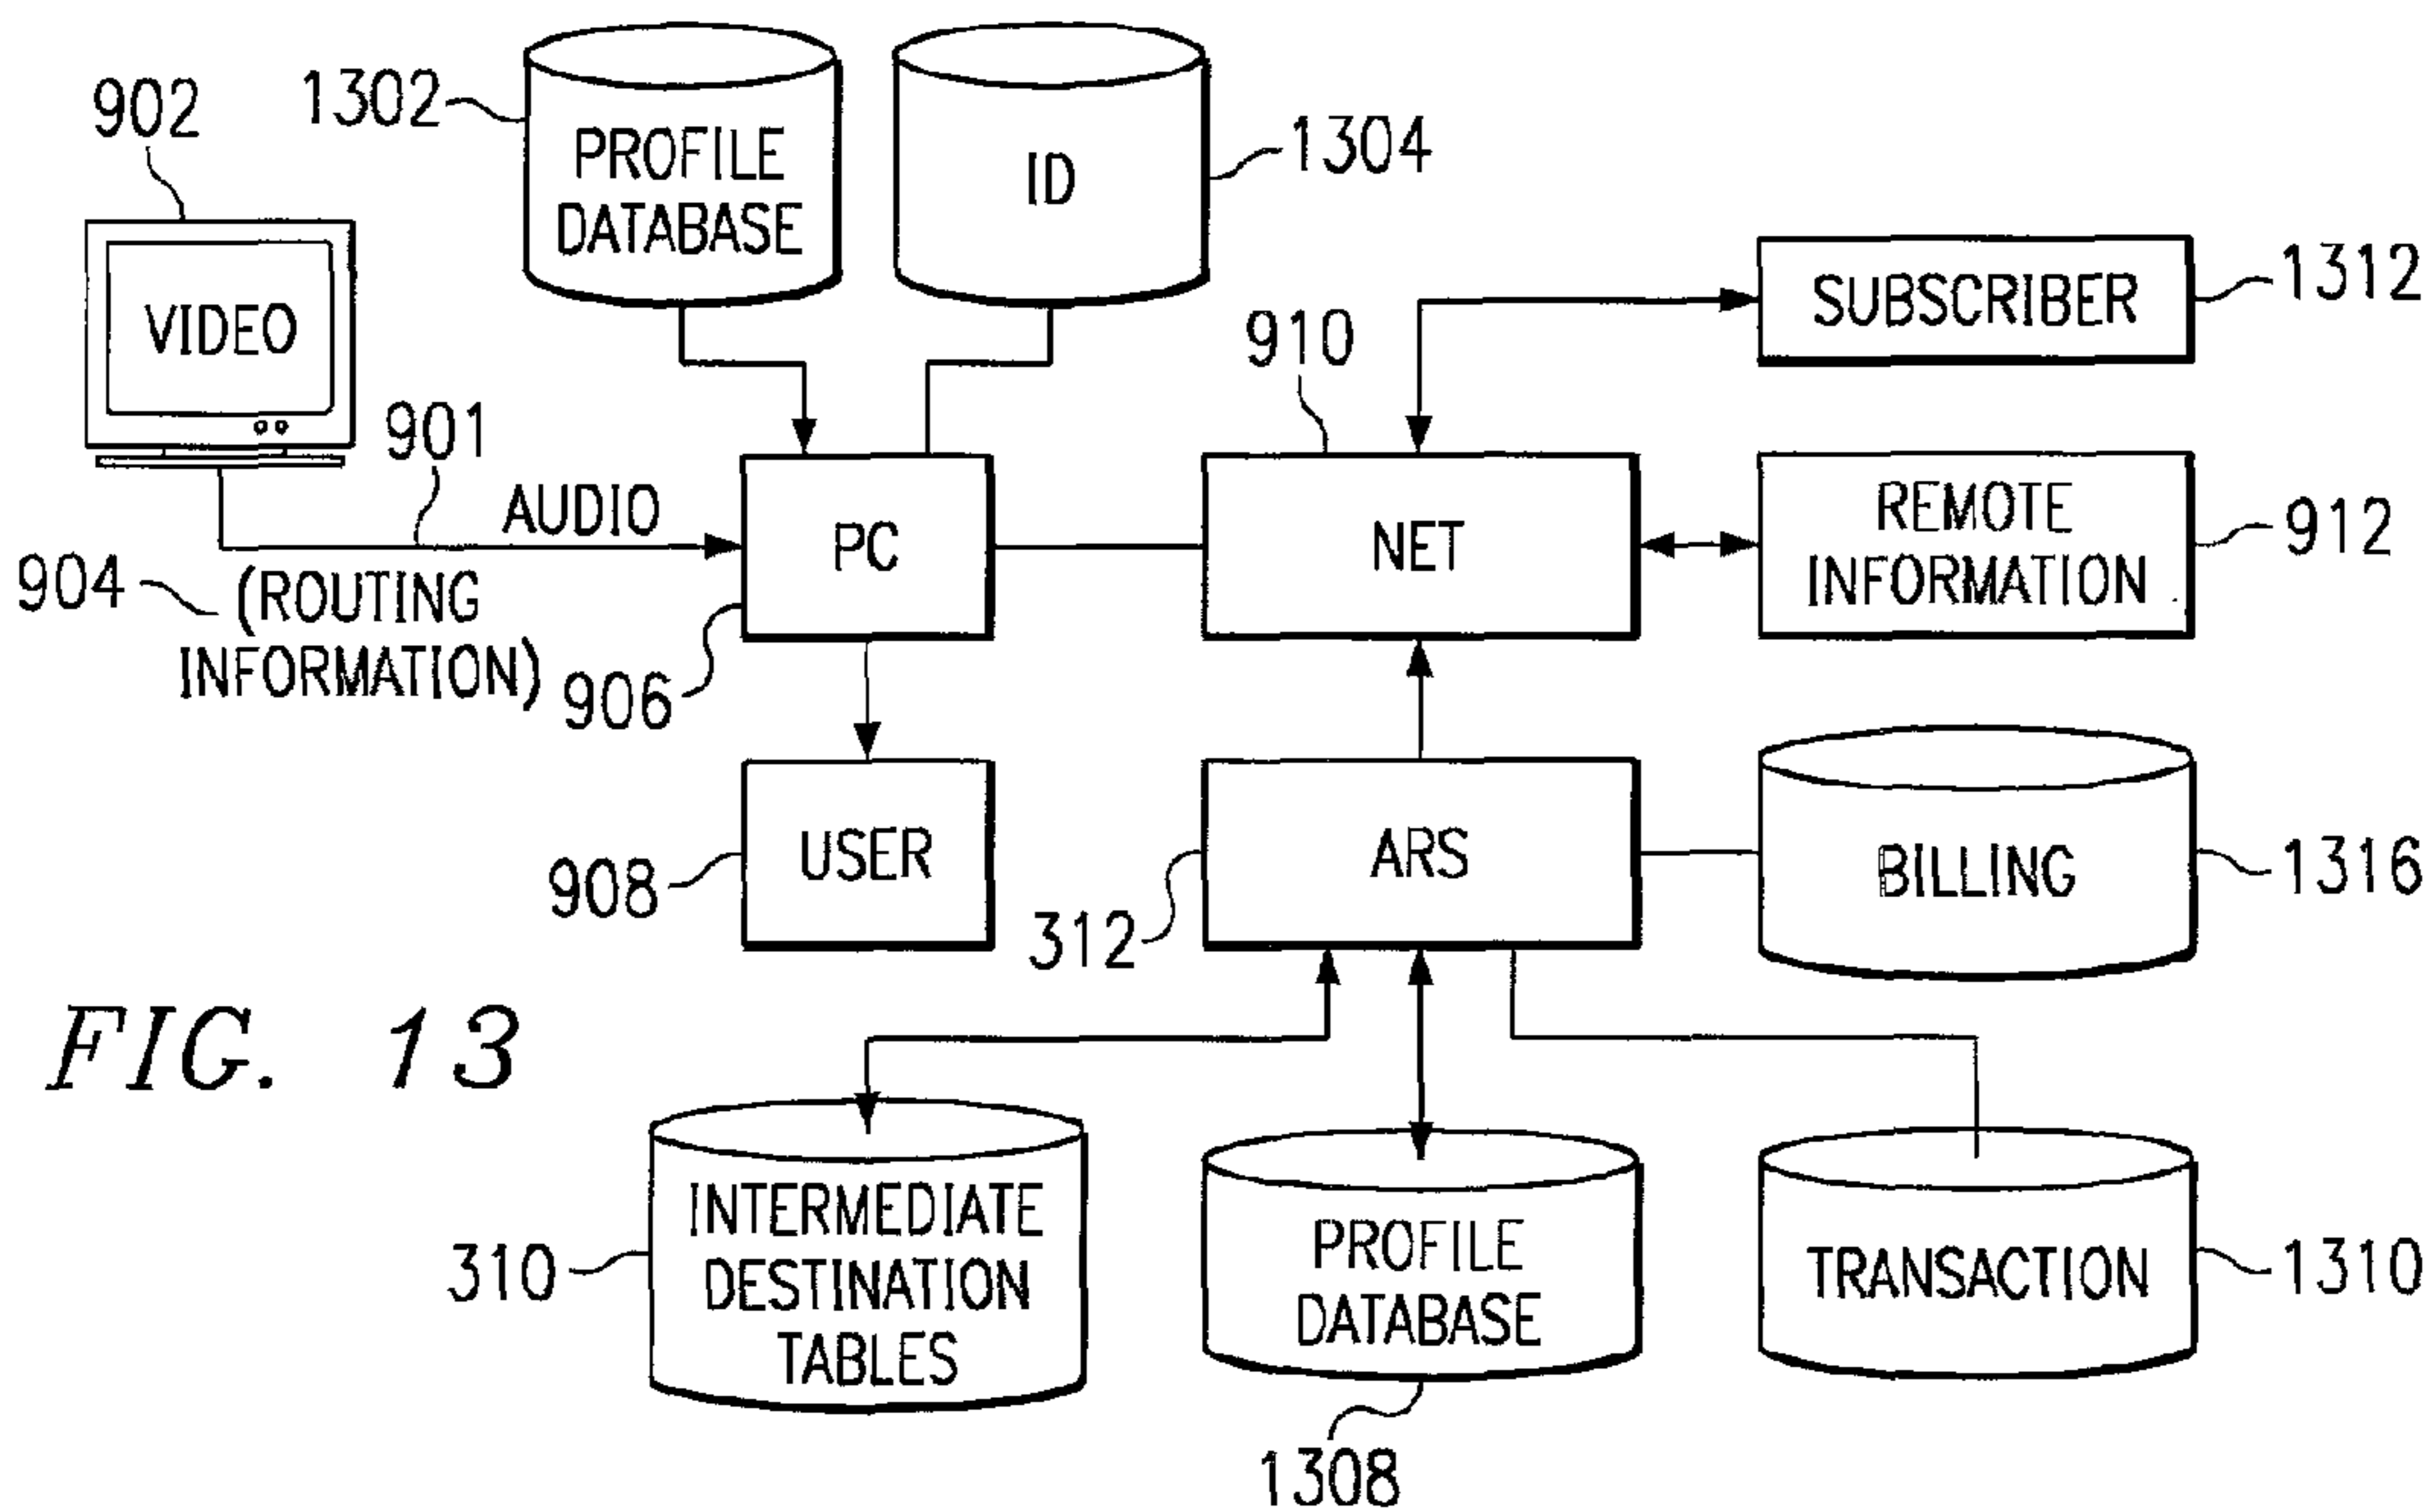 902
1302
PROFILE
DATABASE
ID
1304
VIDEO
901
AUDIO
904
(ROUTING
INFORMATION)
906
PC
910
NET
SUBSCRIBER
1312
REMOTE
INFORMATION
912
908
USER
312
ARS
BILLING
1316
FIG. 13
310
INTERMEDIATE
DESTINATION
TABLES
PROFILE
DATABASE
1308
TRANSACTION
1310